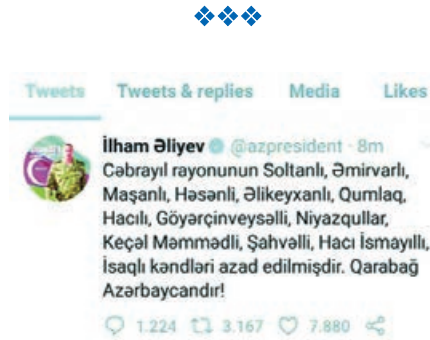 Tweets Tweets & replies Media Likes
İlham Əliyev @azpresident · 8m
Cəbrayıl rayonunun Soltanlı, Əmirvarlı,
Maşanlı, Həsənli, Əlikeyxanlı, Qumlaq,
Hacılı, Göyərçinveysəlli, Niyazqullar,
Keçəl Məmmədli, Şahvəlli, Hacı İsmayıllı,
İsaqlı kəndləri azad edilmişdir. Qarabağ
Azərbaycandır!
1.224 3.167 7.880